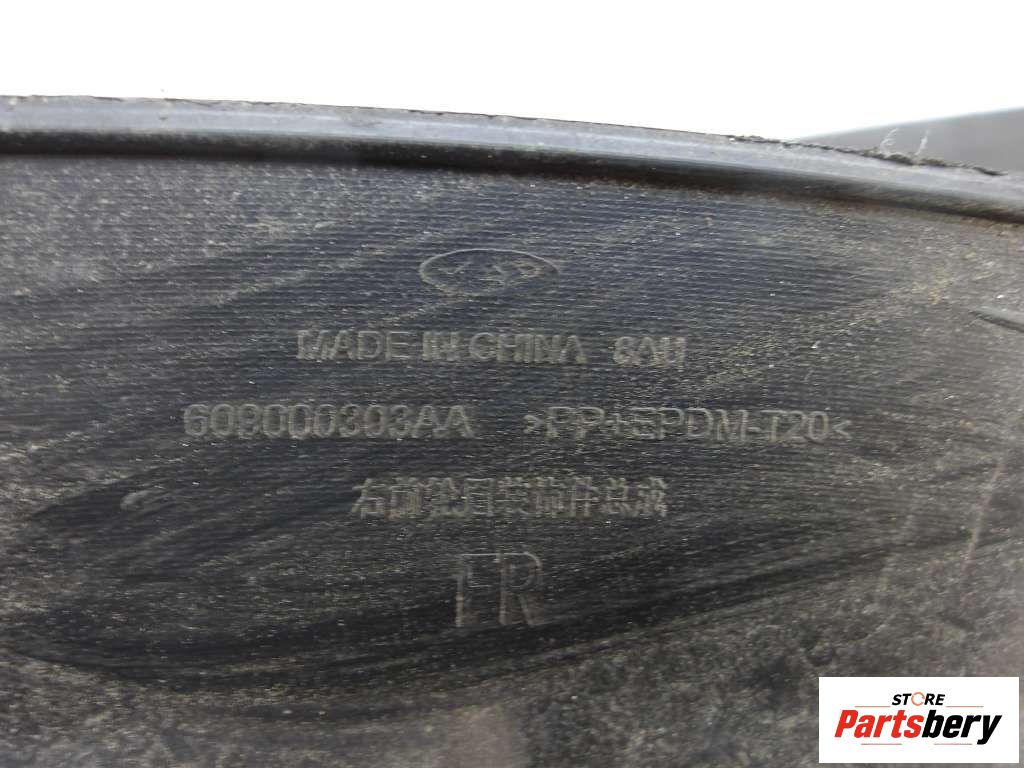 MADE IN CHINA 8AH
609000303AA >PP+EPDM-T20<
右前轮眉装饰件总成
FR
STORE
Partsbery